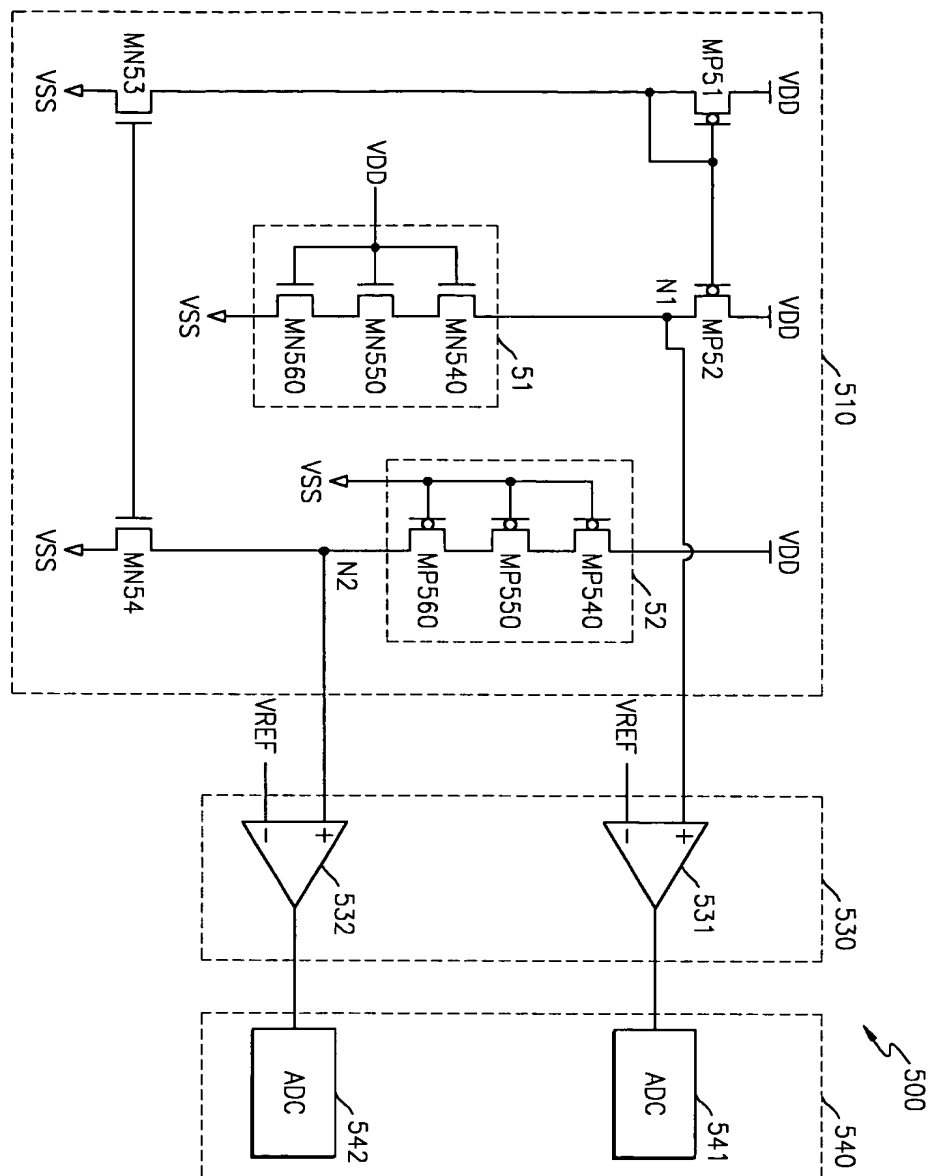 500
510
530
540
VDD
VDD
VDD
MP51
MP52
531
541
N1
+
52
ADC
VREF
−
MP540
51
MP550
MN540
MP560
VDD
MN550
N2
532
542
+
VSS
MN560
ADC
VREF
−
VSS
MN53
MN54
VSS
VSS